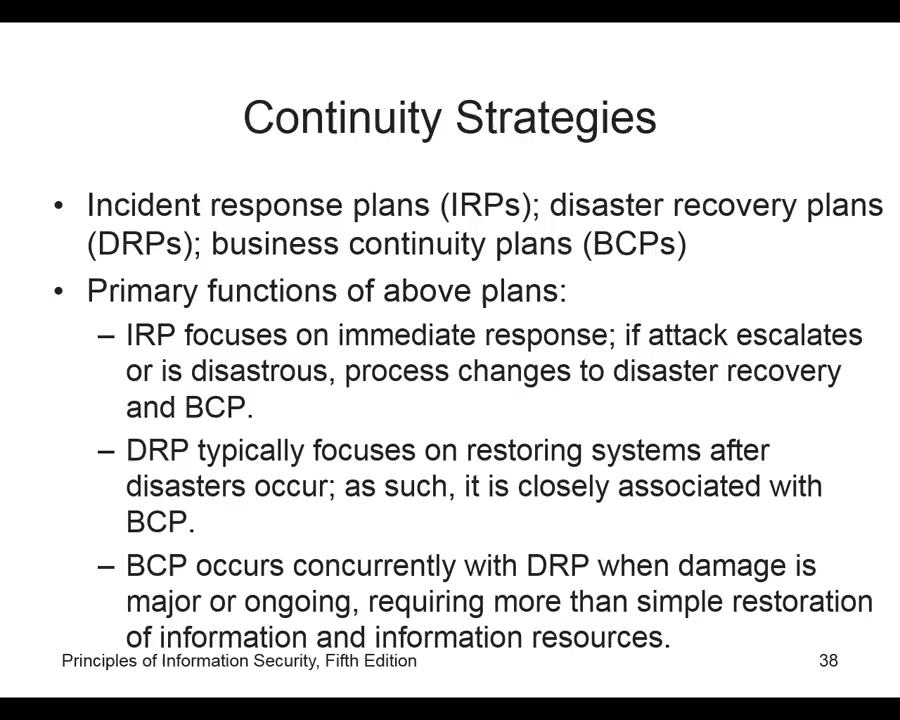 Continuity Strategies
• Incident response plans (IRPs); disaster recovery plans
(DRPs); business continuity plans (BCPs)
• Primary functions of above plans:
– IRP focuses on immediate response; if attack escalates
or is disastrous, process changes to disaster recovery
and BCP.
– DRP typically focuses on restoring systems after
disasters occur; as such, it is closely associated with
BCP.
– BCP occurs concurrently with DRP when damage is
major or ongoing, requiring more than simple restoration
of information and information resources.
Principles of Information Security, Fifth Edition
38